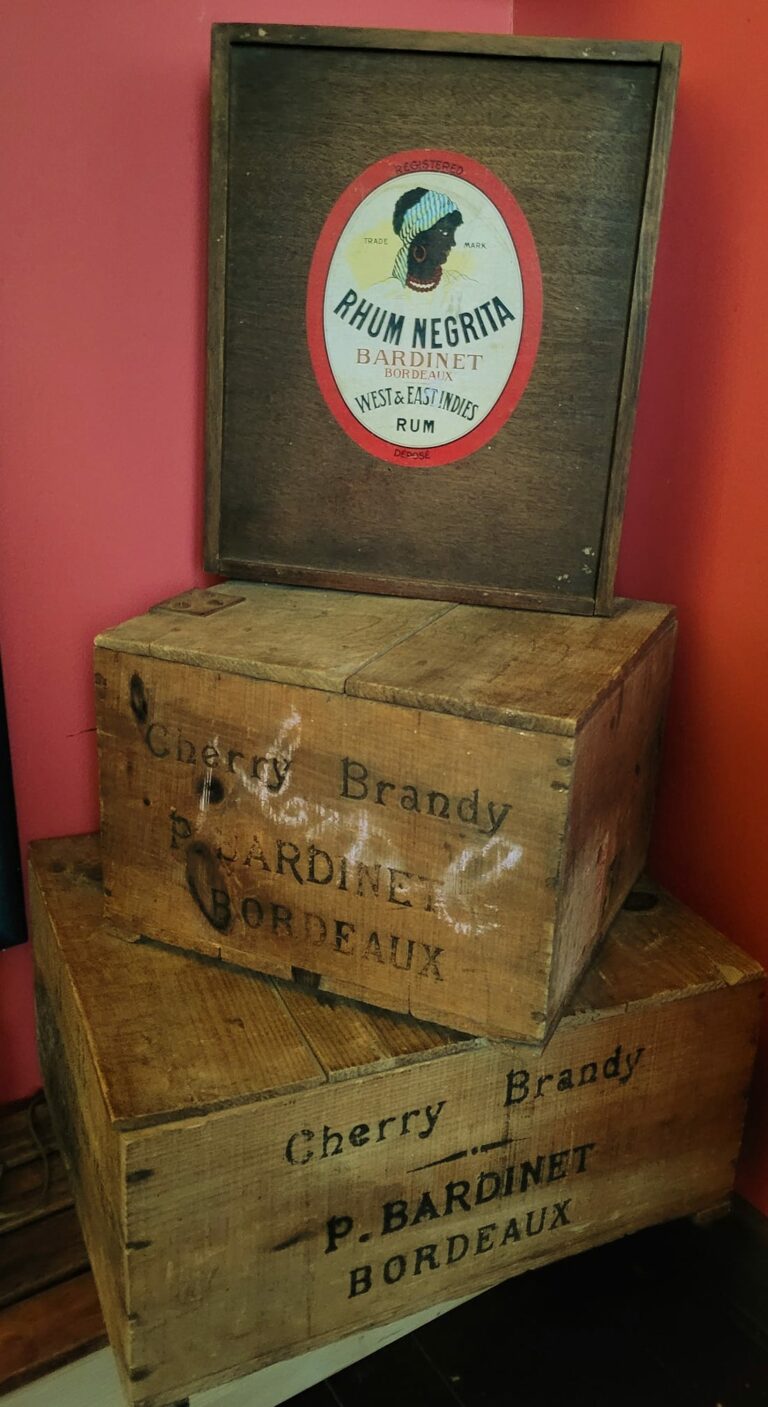 REGISTERED
TRADE MARK
RHUM NEGRITA
BARDINET
BORDEAUX
WEST & EAST INDIES
RUM
DÉPOSÉ
Cherry Brandy
P. BARDINET
BORDEAUX
Cherry Brandy
P. BARDINET
BORDEAUX